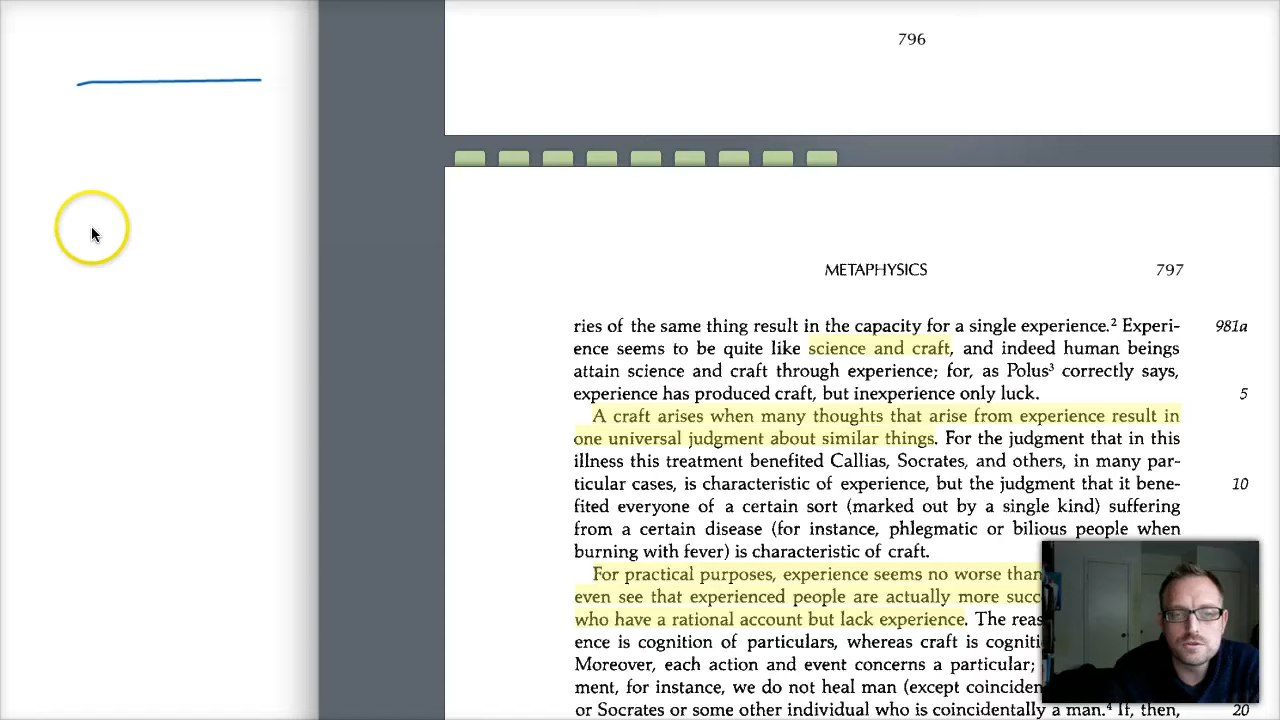 796
METAPHYSICS 797
ries of the same thing result in the capacity for a single experience.² Experi- 981a
ence seems to be quite like science and craft, and indeed human beings
attain science and craft through experience; for, as Polus³ correctly says,
experience has produced craft, but inexperience only luck. 5
A craft arises when many thoughts that arise from experience result in
one universal judgment about similar things. For the judgment that in this
illness this treatment benefited Callias, Socrates, and others, in many par-
ticular cases, is characteristic of experience, but the judgment that it bene- 10
fited everyone of a certain sort (marked out by a single kind) suffering
from a certain disease (for instance, phlegmatic or bilious people when
burning with fever) is characteristic of craft.
For practical purposes, experience seems no worse than
even see that experienced people are actually more succ
who have a rational account but lack experience. The reas
ence is cognition of particulars, whereas craft is cogniti
Moreover, each action and event concerns a particular;
ment, for instance, we do not heal man (except coinciden
or Socrates or some other individual who is coincidentally a man.⁴ If, then, 20